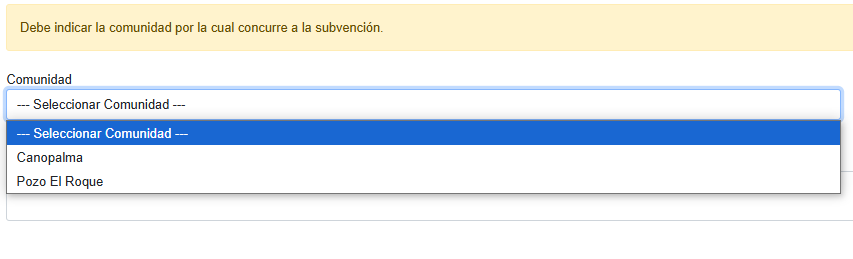 Debe indicar la comunidad por la cual concurre a la subvención.
Comunidad
--- Seleccionar Comunidad ---
--- Seleccionar Comunidad ---
Canopalma
Pozo El Roque